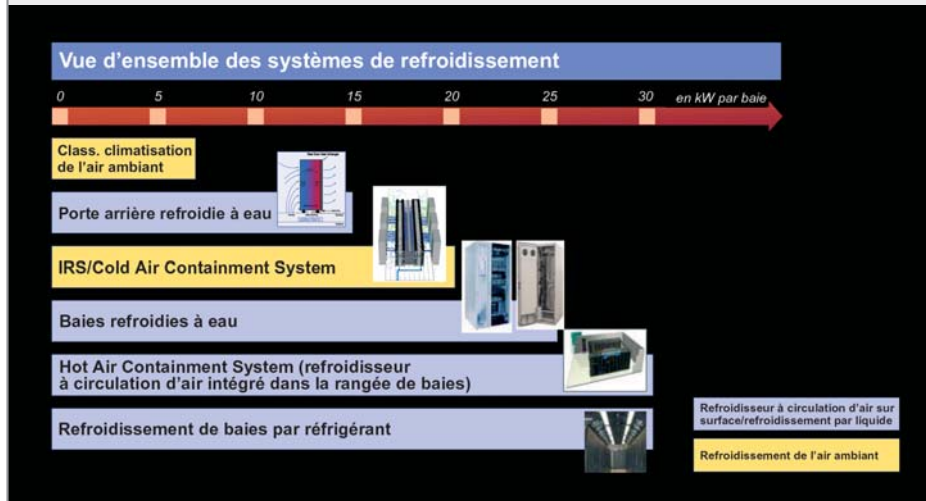 Vue d’ensemble des systèmes de refroidissement
0 5 10 15 20 25 30 en kW par baie
Class. climatisation
de l’air ambiant
Porte arrière refroidie à eau
IRS/Cold Air Containment System
Baies refroidies à eau
Hot Air Containment System (refroidisseur
à circulation d’air intégré dans la rangée de baies)
Refroidissement de baies par réfrigérant
Refroidisseur à circulation d’air sur
surface/refroidissement par liquide
Refroidissement de l’air ambiant